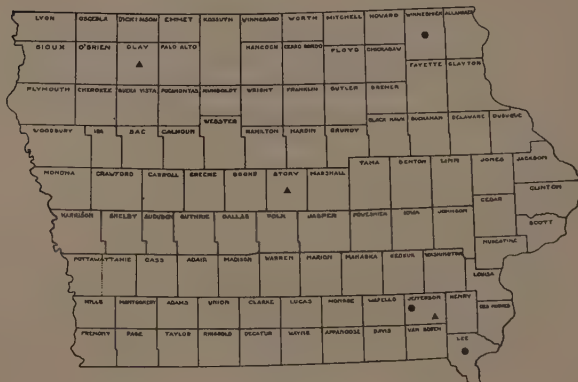 LYON OSCEOLA DICKINSON EMMET KOSSUTH WINNEBAGO WORTH MITCHELL HOWARD WINNESHIEK ALLAMAKEE
SIOUX O'BRIEN CLAY PALO ALTO HANCOCK CERRO GORDO FLOYD CHICKASAW
FAYETTE CLAYTON
PLYMOUTH CHEROKEE BUENA VISTA POCAHONTAS HUMBOLDT WRIGHT FRANKLIN BUTLER BREMER
WEBSTER
WOODBURY IDA SAC CALHOUN HAMILTON HARDIN GRUNDY BLACK HAWK BUCHANAN DELAWARE DUBUQUE
MONONA CRAWFORD CARROLL GREENE BOONE STORY MARSHALL TAMA BENTON LINN JONES JACKSON
CLINTON
CEDAR
HARRISON SHELBY AUDUBON GUTHRIE DALLAS POLK JASPER POWESHIEK IOWA JOHNSON SCOTT
MUSCATINE
POTTAWATTAMIE CASS ADAIR MADISON WARREN MARION MAHASKA KEOKUK WASHINGTON
LOUISA
MILLS MONTGOMERY ADAMS UNION CLARKE LUCAS MONROE WAPELLO JEFFERSON HENRY DES MOINES
FREMONT PAGE TAYLOR RINGGOLD DECATUR WAYNE APPANOOSE DAVIS VAN BUREN
LEE